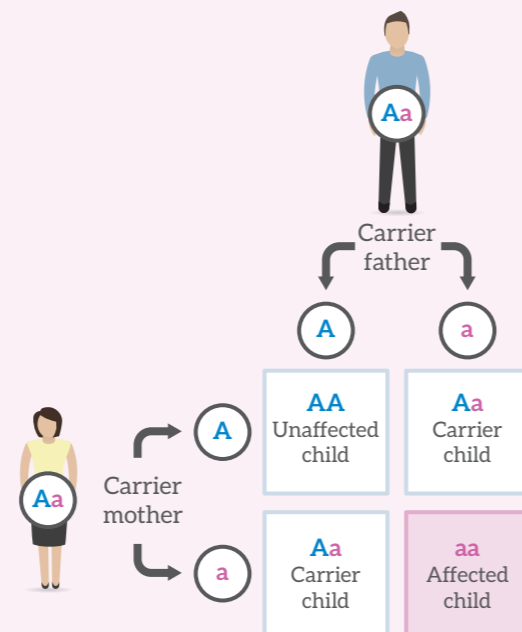 Aa
Carrier
father
A
a
AA
Unaffected
child
Aa
Carrier
child
A
Aa
Carrier
mother
a
Aa
Carrier
child
aa
Affected
child